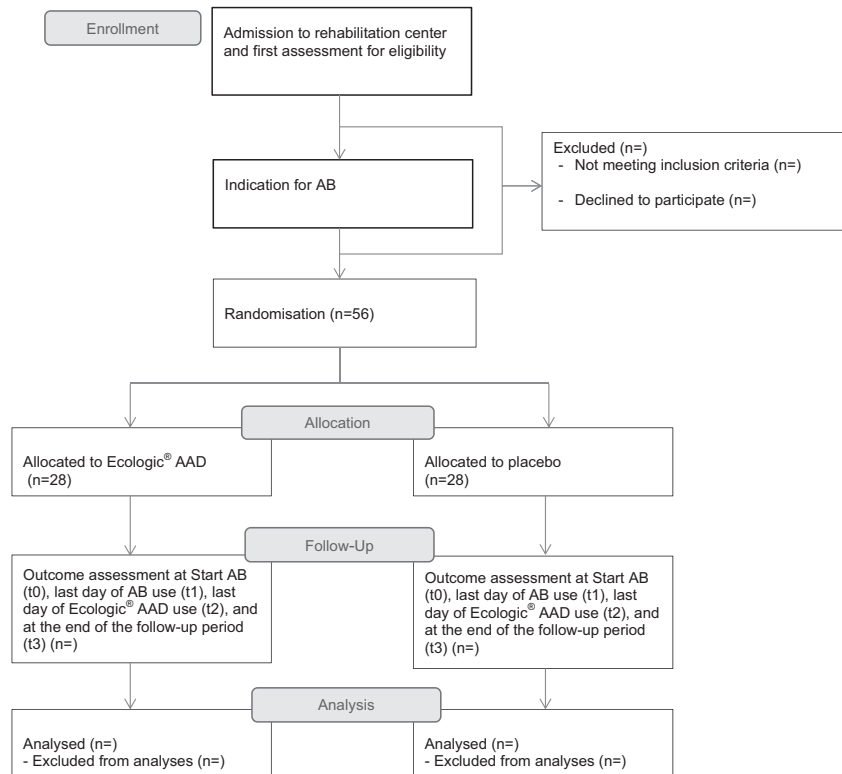 Enrollment
Admission to rehabilitation center
and first assessment for eligibility
Excluded (n=)
- Not meeting inclusion criteria (n=)
- Declined to participate (n=)
Indication for AB
Randomisation (n=56)
Allocation
Allocated to Ecologic® AAD
(n=28)
Allocated to placebo
(n=28)
Follow-Up
Outcome assessment at Start AB
(t0), last day of AB use (t1), last
day of Ecologic® AAD use (t2), and
at the end of the follow-up period
(t3) (n=)
Outcome assessment at Start AB
(t0), last day of AB use (t1), last
day of Ecologic® AAD use (t2), and
at the end of the follow-up period
(t3) (n=)
Analysis
Analysed (n=)
- Excluded from analyses (n=)
Analysed (n=)
- Excluded from analyses (n=)